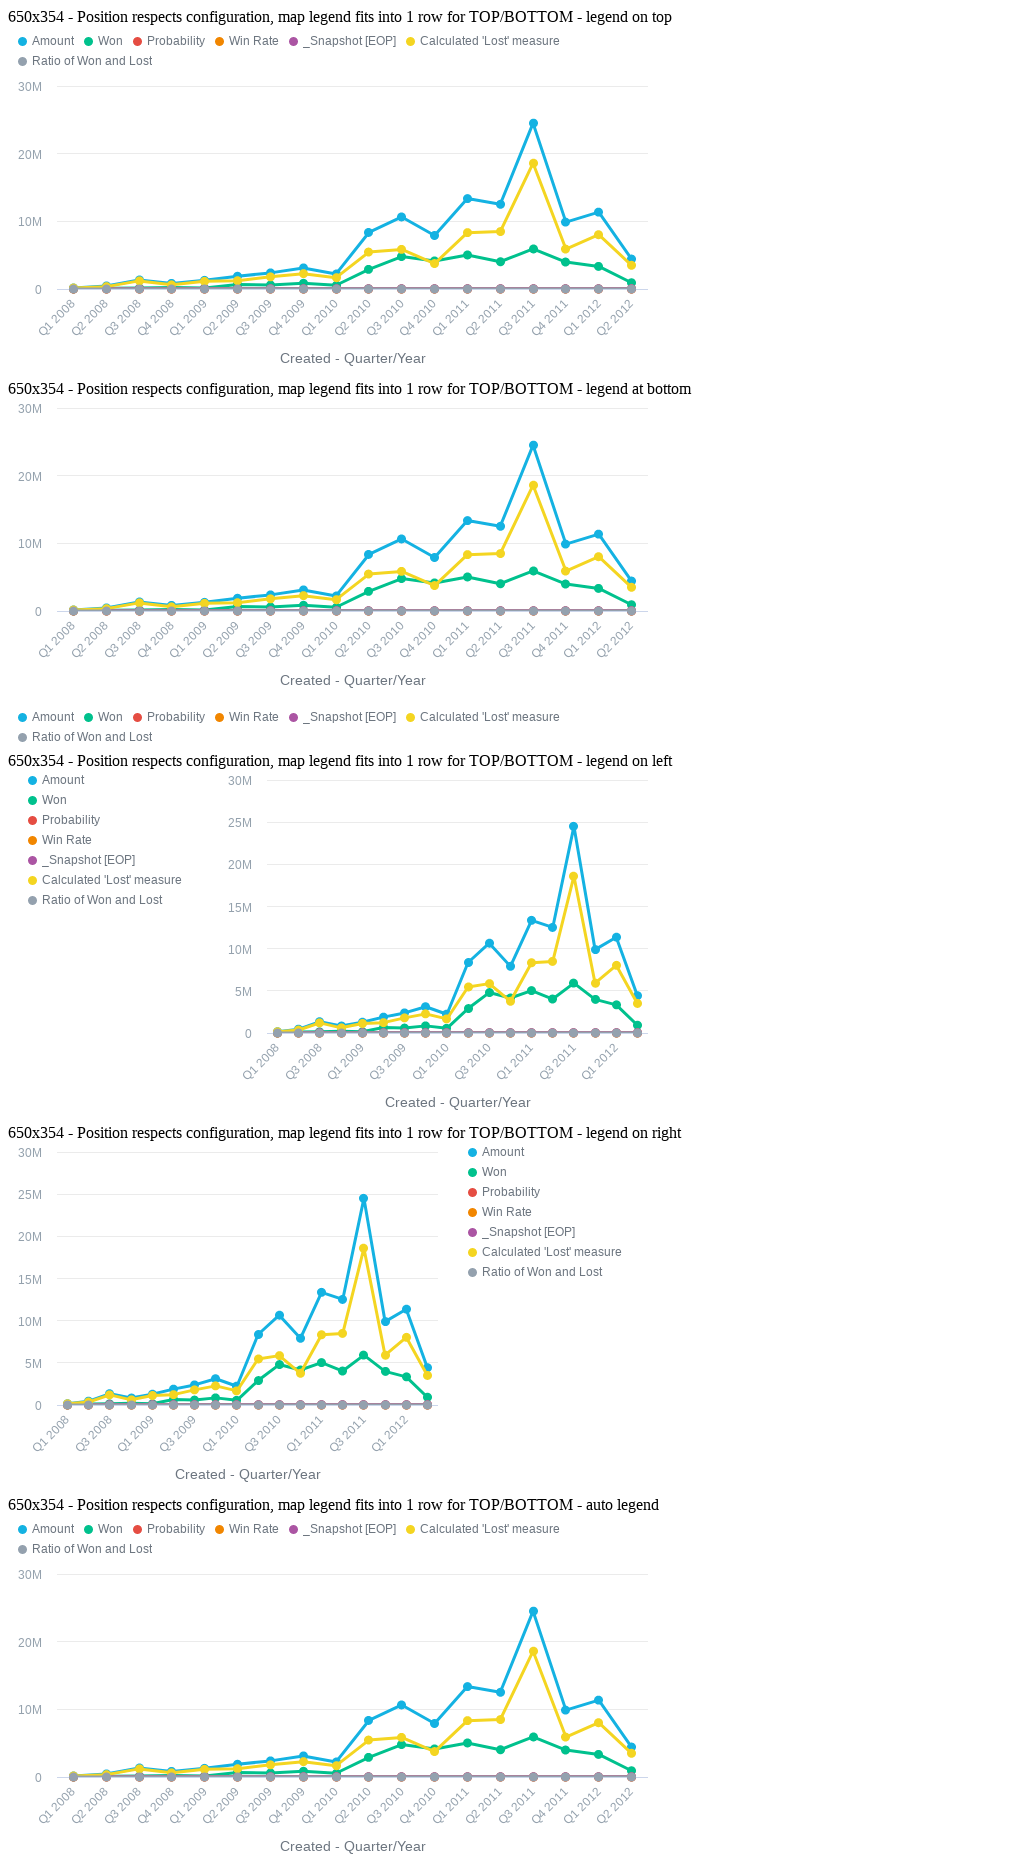 650x354 - Position respects configuration, map legend fits into 1 row for TOP/BOTTOM - legend on top
Amount Won Probability Win Rate _Snapshot [EOP] Calculated 'Lost' measure
Ratio of Won and Lost
30M
20M
10M
0
Q1 2008 Q2 2008 Q3 2008 Q4 2008 Q1 2009 Q2 2009 Q3 2009 Q4 2009 Q1 2010 Q2 2010 Q3 2010 Q4 2010 Q1 2011 Q2 2011 Q3 2011 Q4 2011 Q1 2012 Q2 2012
Created - Quarter/Year
650x354 - Position respects configuration, map legend fits into 1 row for TOP/BOTTOM - legend at bottom
30M
20M
10M
0
Q1 2008 Q2 2008 Q3 2008 Q4 2008 Q1 2009 Q2 2009 Q3 2009 Q4 2009 Q1 2010 Q2 2010 Q3 2010 Q4 2010 Q1 2011 Q2 2011 Q3 2011 Q4 2011 Q1 2012 Q2 2012
Created - Quarter/Year
Amount Won Probability Win Rate _Snapshot [EOP] Calculated 'Lost' measure
Ratio of Won and Lost
650x354 - Position respects configuration, map legend fits into 1 row for TOP/BOTTOM - legend on left
Amount
Won
Probability
Win Rate
_Snapshot [EOP]
Calculated 'Lost' measure
Ratio of Won and Lost
30M
25M
20M
15M
10M
5M
0
Q1 2008 Q3 2008 Q1 2009 Q3 2009 Q1 2010 Q3 2010 Q1 2011 Q3 2011 Q1 2012
Created - Quarter/Year
650x354 - Position respects configuration, map legend fits into 1 row for TOP/BOTTOM - legend on right
30M
25M
20M
15M
10M
5M
0
Q1 2008 Q3 2008 Q1 2009 Q3 2009 Q1 2010 Q3 2010 Q1 2011 Q3 2011 Q1 2012
Created - Quarter/Year
Amount
Won
Probability
Win Rate
_Snapshot [EOP]
Calculated 'Lost' measure
Ratio of Won and Lost
650x354 - Position respects configuration, map legend fits into 1 row for TOP/BOTTOM - auto legend
Amount Won Probability Win Rate _Snapshot [EOP] Calculated 'Lost' measure
Ratio of Won and Lost
30M
20M
10M
0
Q1 2008 Q2 2008 Q3 2008 Q4 2008 Q1 2009 Q2 2009 Q3 2009 Q4 2009 Q1 2010 Q2 2010 Q3 2010 Q4 2010 Q1 2011 Q2 2011 Q3 2011 Q4 2011 Q1 2012 Q2 2012
Created - Quarter/Year